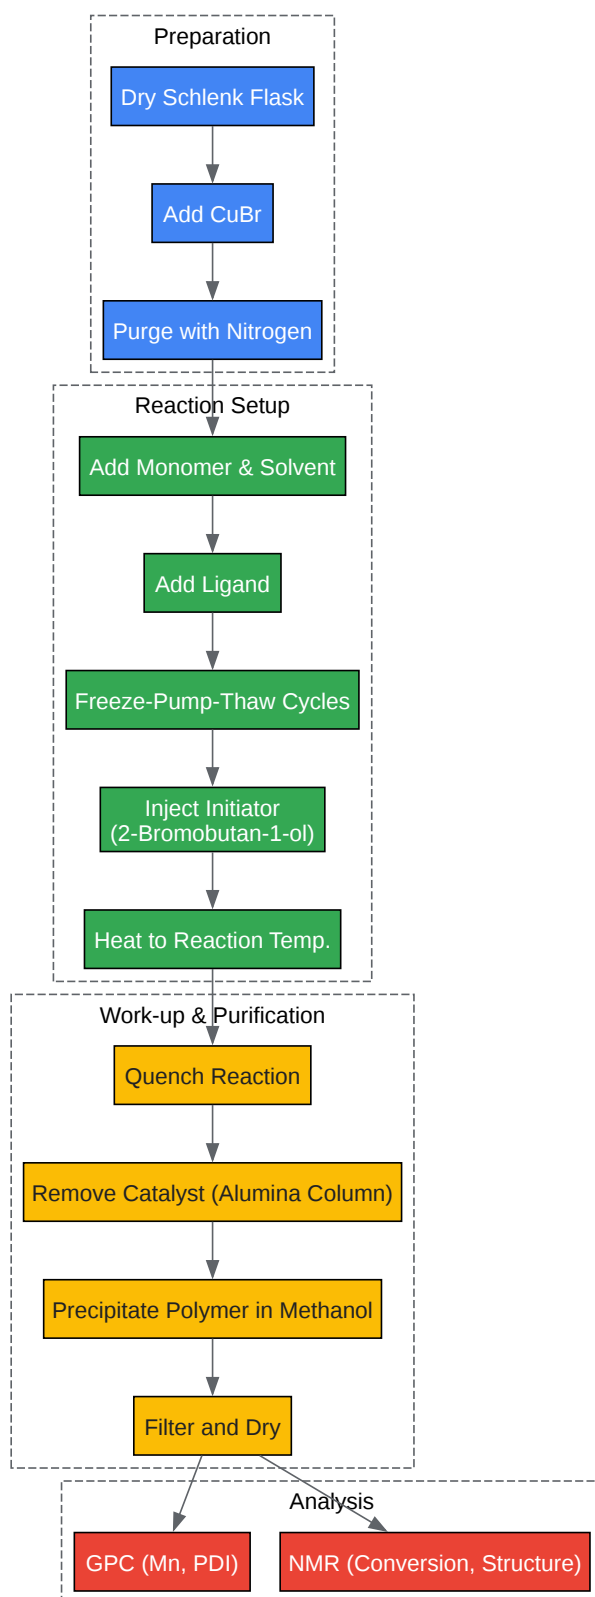 Preparation
Dry Schlenk Flask
Add CuBr
Purge with Nitrogen
Reaction Setup
Add Monomer & Solvent
Add Ligand
Freeze-Pump-Thaw Cycles
Inject Initiator
(2-Bromobutan-1-ol)
Heat to Reaction Temp.
Work-up & Purification
Quench Reaction
Remove Catalyst (Alumina Column)
Precipitate Polymer in Methanol
Filter and Dry
Analysis
GPC (Mn, PDI)
NMR (Conversion, Structure)